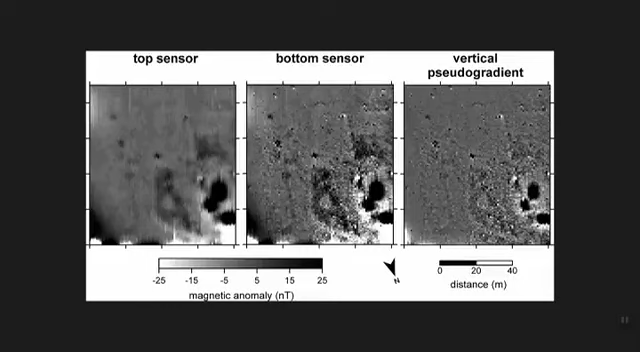 top sensor
bottom sensor
vertical
pseudogradient
-25 -15 -5 5 15 25
magnetic anomaly (nT)
N
0 20 40
distance (m)